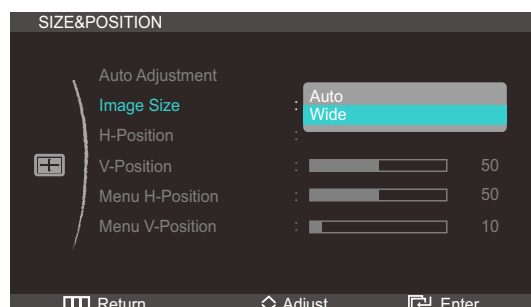 SIZE&POSITION
Auto Adjustment
Image Size : Auto
Wide
H-Position :
V-Position : 50
Menu H-Position : 50
Menu V-Position : 10
Return Adjust Enter